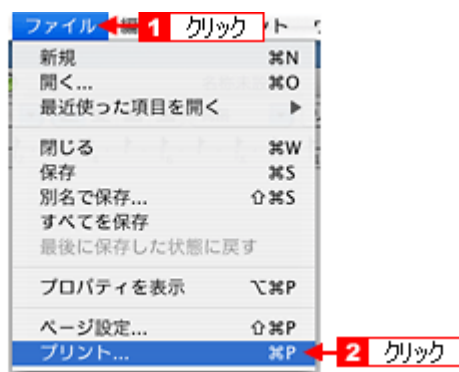 ファイル 1 クリック
新規 ⌘N
開く... ⌘O
最近使った項目を開く ▶
閉じる ⌘W
保存 ⌘S
別名で保存... ⇧⌘S
すべてを保存
最後に保存した状態に戻す
プロパティを表示 ⌥⌘P
ページ設定... ⇧⌘P
プリント... ⌘P 2 クリック